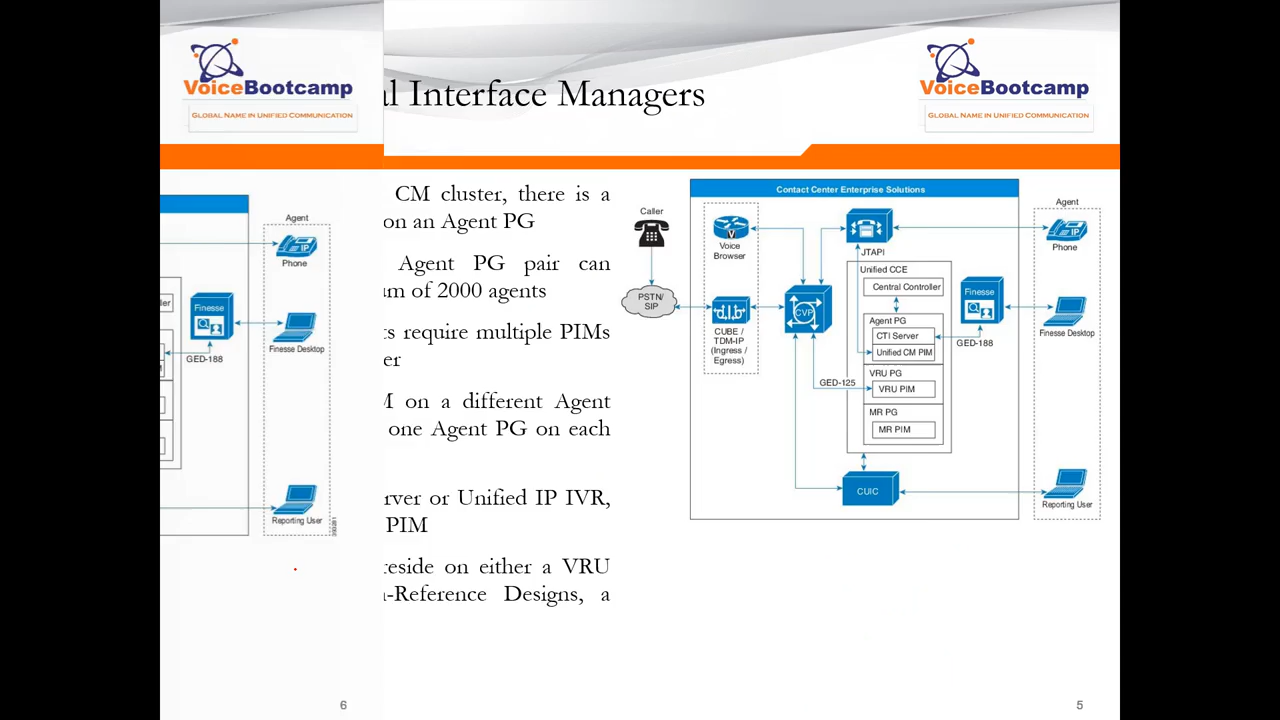 VoiceBootcamp
GLOBAL NAME IN UNIFIED COMMUNICATION
Agent
Phone
Finesse
Finesse Desktop
GED-188
Reporting User
6
Interface Managers
VoiceBootcamp
GLOBAL NAME IN UNIFIED COMMUNICATION
CM cluster, there is a
on an Agent PG
Agent PG pair can
of 2000 agents
require multiple PIMs
on a different Agent
one Agent PG on each
or Unified IP IVR,
PIM
reside on either a VRU
-Reference Designs, a
Contact Center Enterprise Solutions
Caller
PSTN/
SIP
Voice
Browser
CUBE /
TDM-IP
(Ingress /
Egress)
CVP
GED-125
JTAPI
Unified CCE
Central Controller
Agent PG
CTI Server
Unified CM PIM
VRU PG
VRU PIM
MR PG
MR PIM
CUIC
Finesse
GED-188
Agent
IP
Phone
Finesse Desktop
Reporting User
5